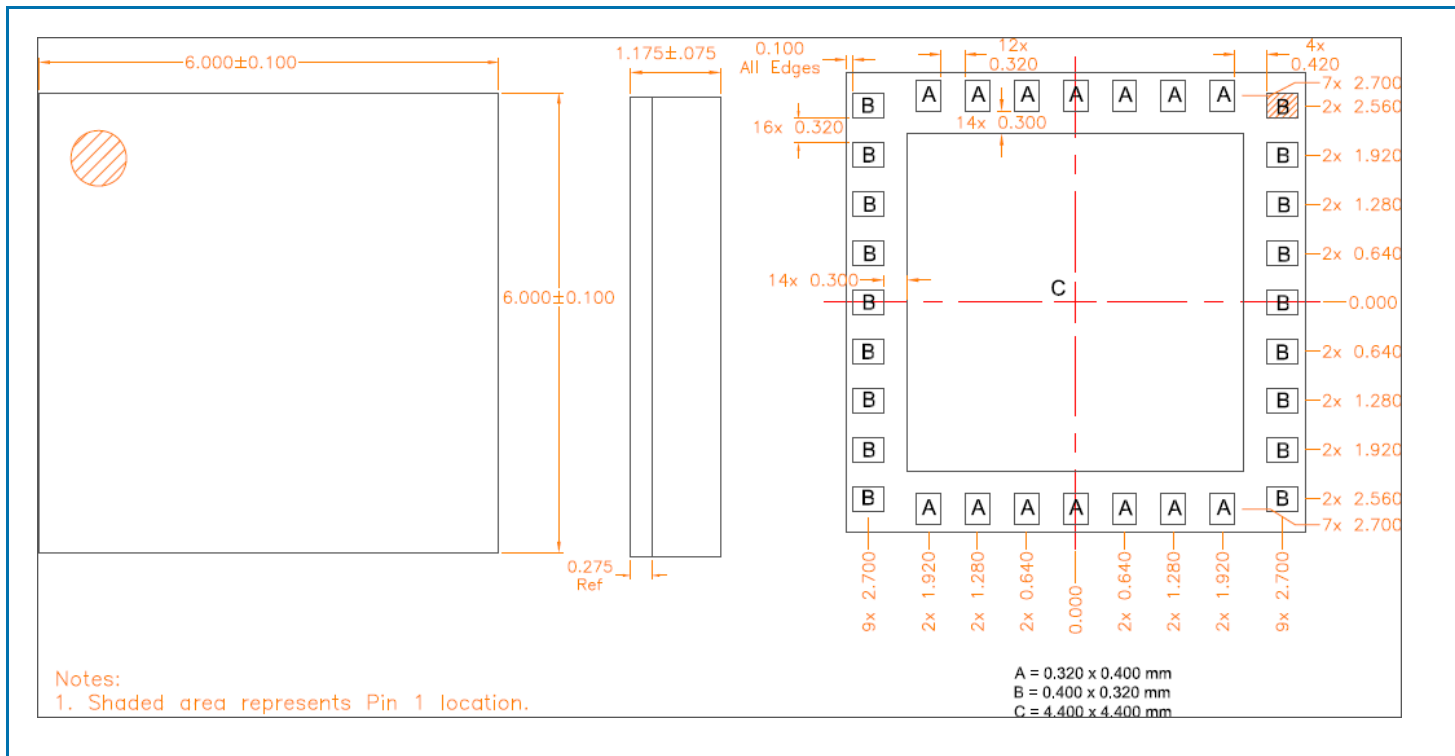 6.000±0.100
6.000±0.100
1.175±.075
0.275
Ref
0.100
All Edges
12x
0.320
4x
0.420
7x 2.700
B
A
A
A
A
A
A
A
B
2x 2.560
16x 0.320
14x 0.300
B
B
2x 1.920
B
B
2x 1.280
B
B
2x 0.640
14x 0.300
C
B
B
0.000
B
B
2x 0.640
B
B
2x 1.280
B
B
2x 1.920
B
A
A
A
A
A
A
A
B
2x 2.560
7x 2.700
9x 2.700
2x 1.920
2x 1.280
2x 0.640
0.000
2x 0.640
2x 1.280
2x 1.920
9x 2.700
Notes:
1. Shaded area represents Pin 1 location.
A = 0.320 x 0.400 mm
B = 0.400 x 0.320 mm
C = 4.400 x 4.400 mm